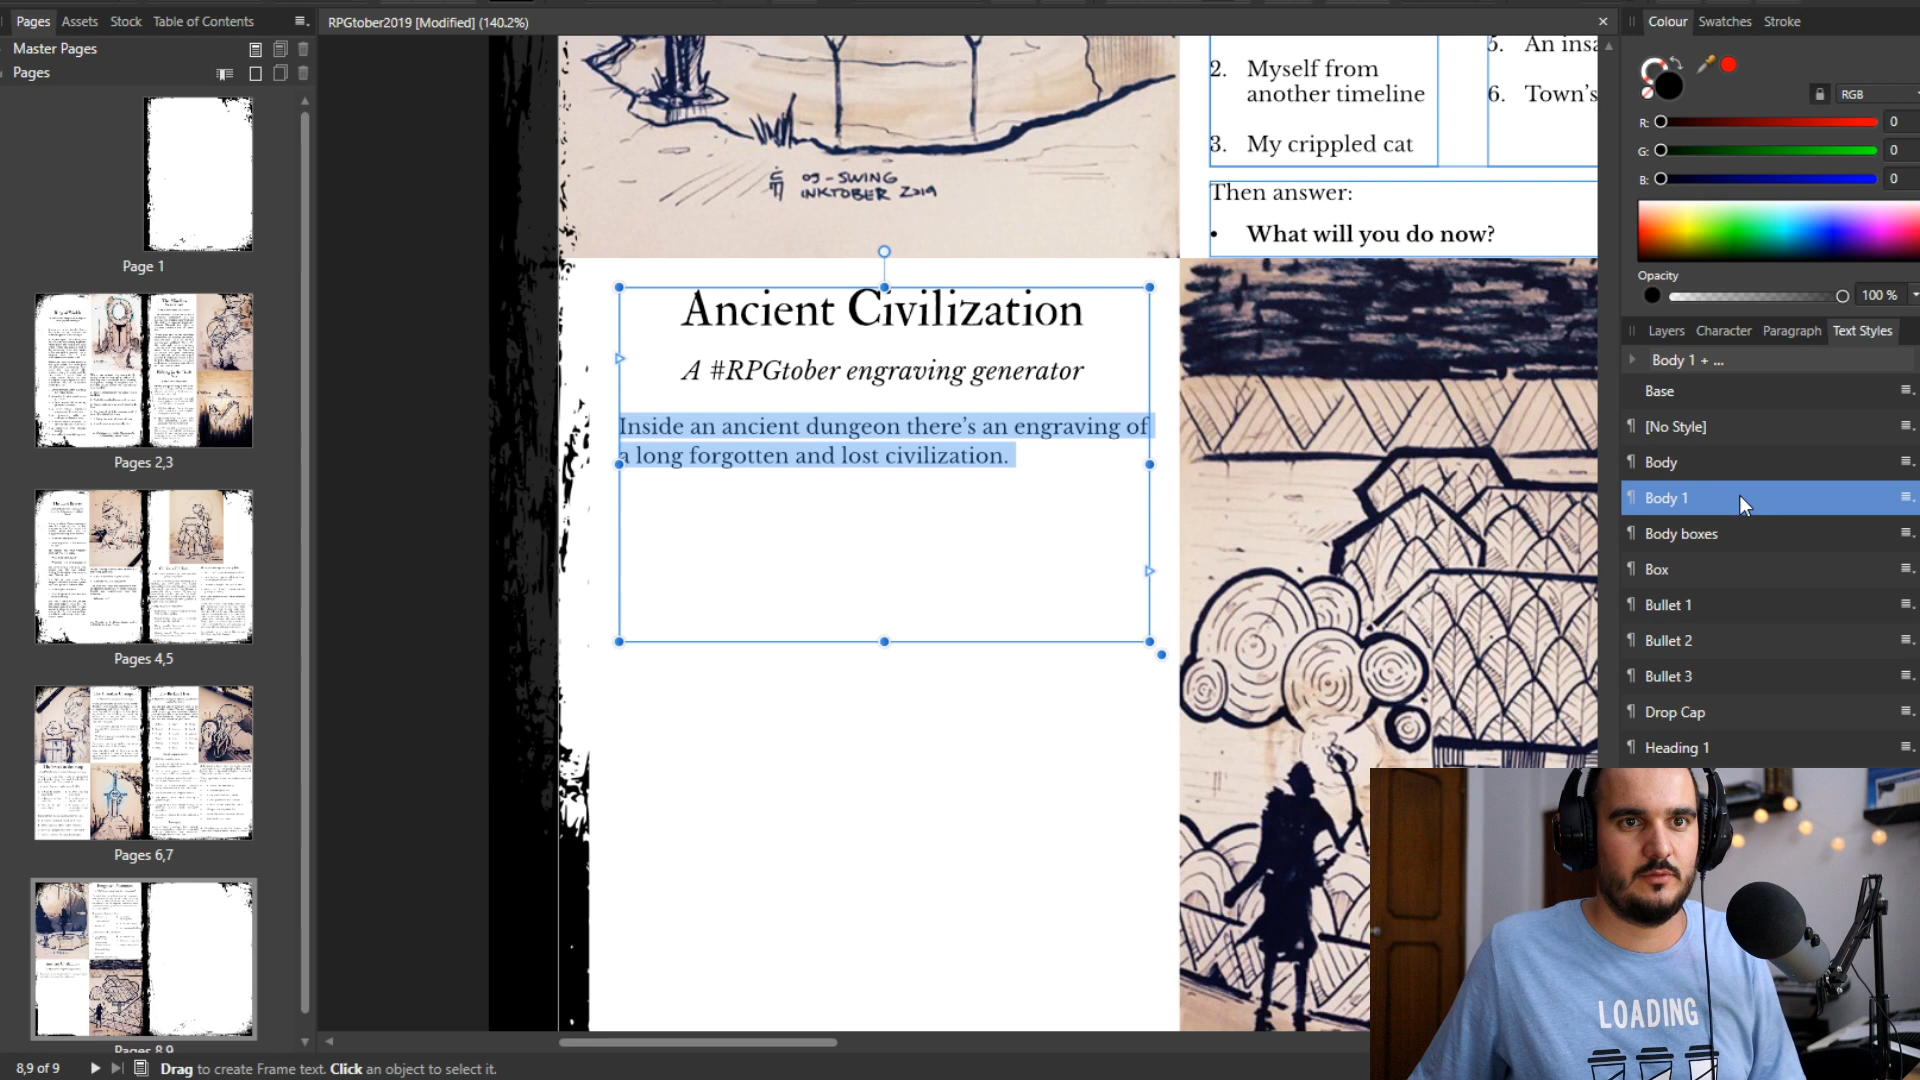 Pages Assets Stock Table of Contents
Master Pages
Pages
Page 1
Pages 2,3
Pages 4,5
Pages 6,7
Pages 8,9
RPGtober2019 [Modified] (140.2%)
09 - SWING
INKTOBER 2019
2. Myself from
another timeline
3. My crippled cat
5. An insa
6. Town's
Then answer:
• What will you do now?
Ancient Civilization
A #RPGtober engraving generator
Inside an ancient dungeon there's an engraving of
a long forgotten and lost civilization.
Colour Swatches Stroke
RGB
R: 0
G: 0
B: 0
Opacity
100 %
Layers Character Paragraph Text Styles
Body 1 + ...
Base
[No Style]
Body
Body 1
Body boxes
Box
Bullet 1
Bullet 2
Bullet 3
Drop Cap
Heading 1
LOADING
8,9 of 9
Drag to create Frame text. Click an object to select it.